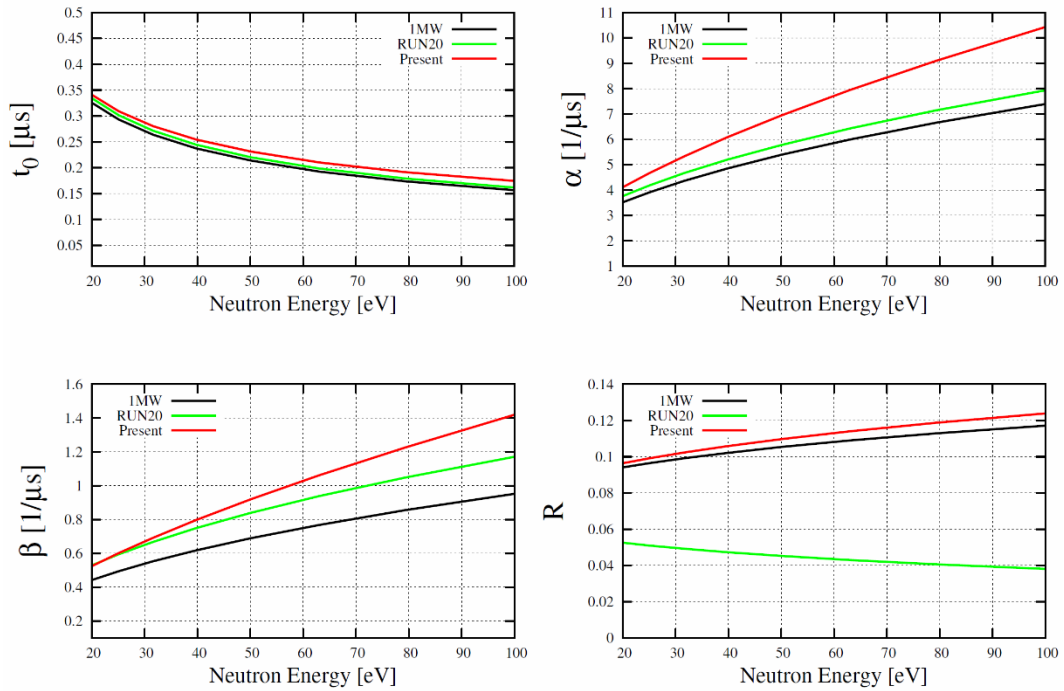 0.5
0.45
0.4
0.35
0.3
0.25
0.2
0.15
0.1
0.05
t0 [µs]
1MW
RUN20
Present
20 30 40 50 60 70 80 90 100
Neutron Energy [eV]
11
10
9
8
7
6
5
4
3
2
1
α [1/µs]
1MW
RUN20
Present
20 30 40 50 60 70 80 90 100
Neutron Energy [eV]
1.6
1.4
1.2
1
0.8
0.6
0.4
0.2
β [1/µs]
1MW
RUN20
Present
20 30 40 50 60 70 80 90 100
Neutron Energy [eV]
0.14
0.12
0.1
0.08
0.06
0.04
0.02
0
R
1MW
RUN20
Present
20 30 40 50 60 70 80 90 100
Neutron Energy [eV]